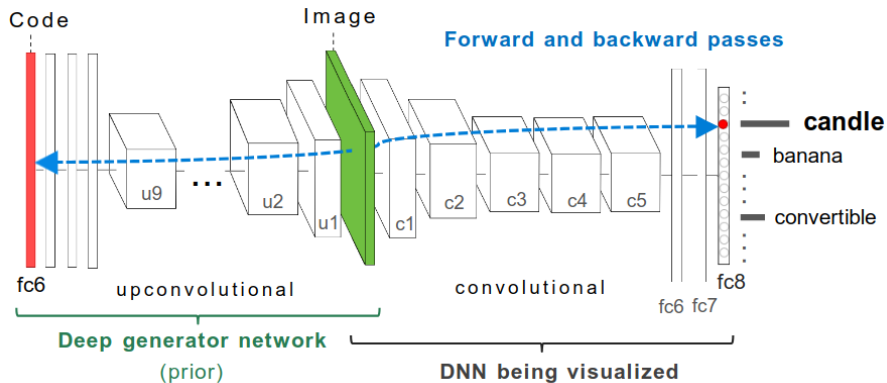 Code
Image
Forward and backward passes
candle
banana
convertible
u9
...
u2
u1
c1
c2
c3
c4
c5
fc6
upconvolutional
convolutional
fc6
fc7
fc8
Deep generator network
(prior)
DNN being visualized